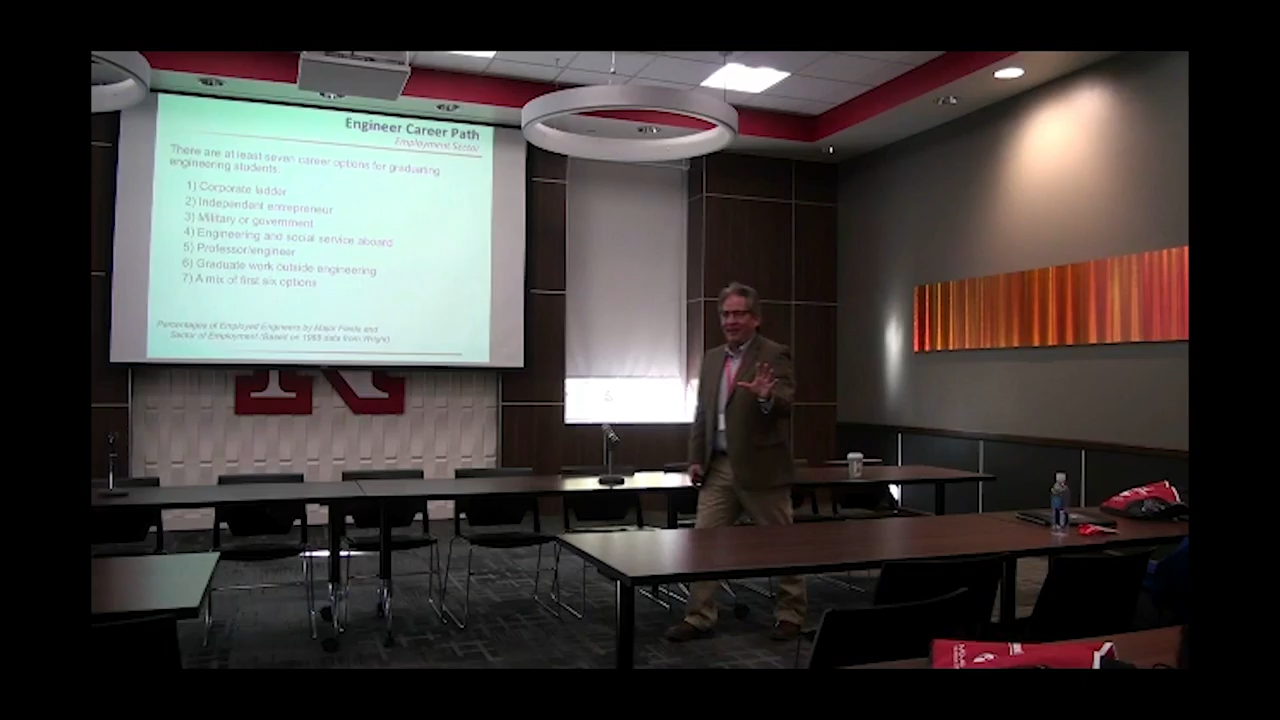 Engineer Career Path
Employment Sector
There are at least seven career options for graduating
engineering students:
1) Corporate ladder
2) Independent entrepreneur
3) Military or government
4) Engineering and social service aboard
5) Professor/engineer
6) Graduate work outside engineering
7) A mix of first six options
Percentages of Employed Engineers by Major Fields and
Sector of Employment (Based on 1988 data from Wright)